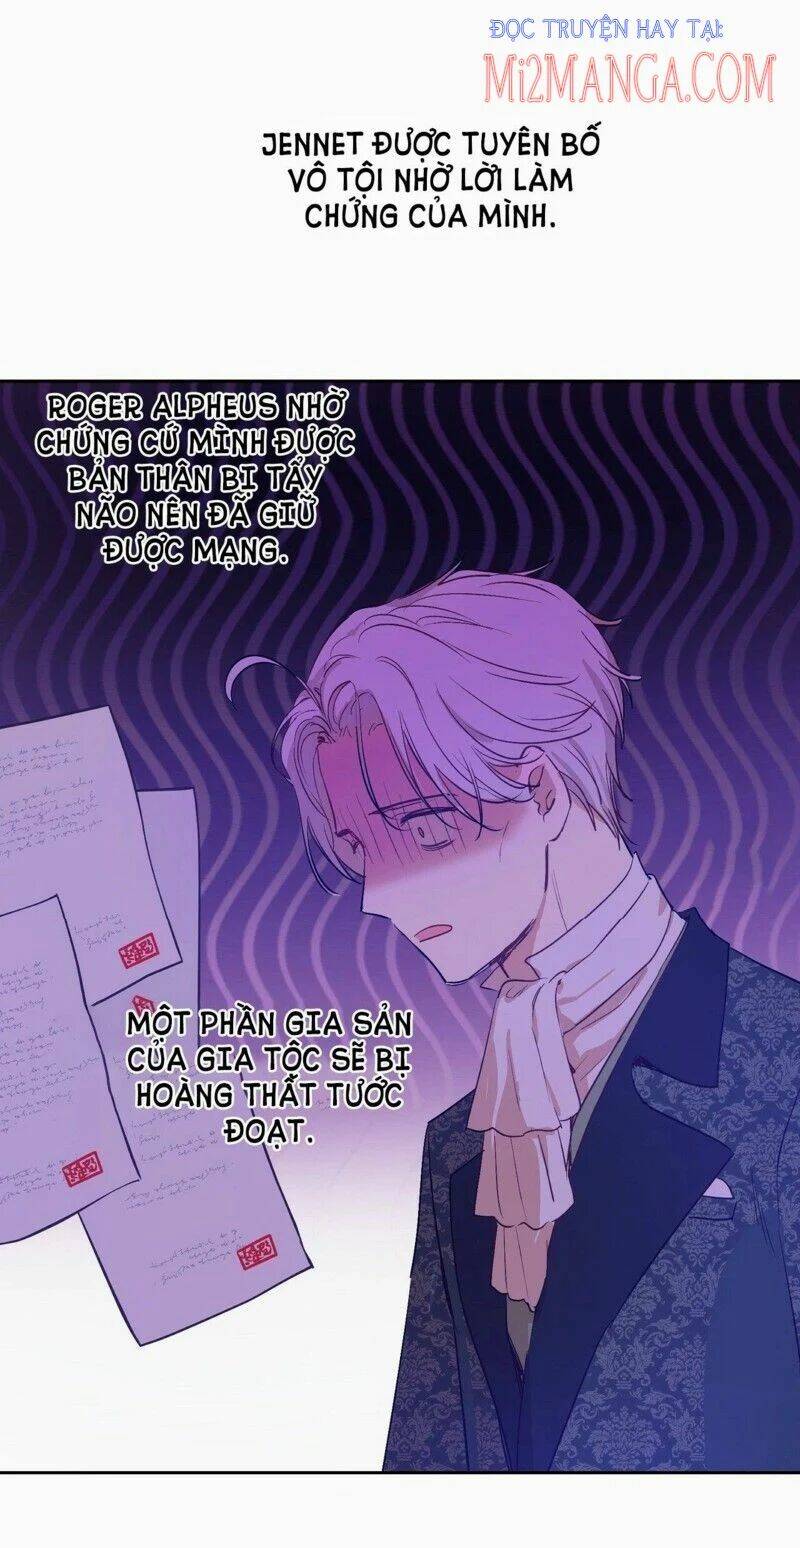 ĐỌC TRUYỆN HAY TẠI:
MI2MANGA.COM
JENNET ĐƯỢC TUYÊN BỐ
VÔ TỘI NHỜ LỜI LÀM
CHỨNG CỦA MÌNH.
ROGER ALPHEUS NHỜ
CHỨNG CỨ MÌNH ĐƯỢC
BẢN THÂN BỊ TẨY
NÃO NÊN ĐÃ GIỮ
ĐƯỢC MẠNG.
MỘT PHẦN GIA SẢN
CỦA GIA TỘC SẼ BỊ
HOÀNG THẤT TƯỚC
ĐOẠT.